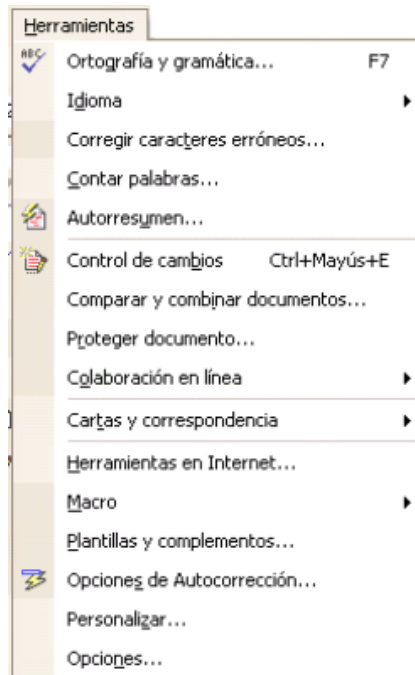 Herramientas
ABC
Ortografía y gramática... F7
Idioma
Corregir caracteres erróneos...
Contar palabras...
Autorresumen...
Control de cambios Ctrl+Mayús+E
Comparar y combinar documentos...
Proteger documento...
Colaboración en línea
Cartas y correspondencia
Herramientas en Internet...
Macro
Plantillas y complementos...
Opciones de Autocorrección...
Personalizar...
Opciones...